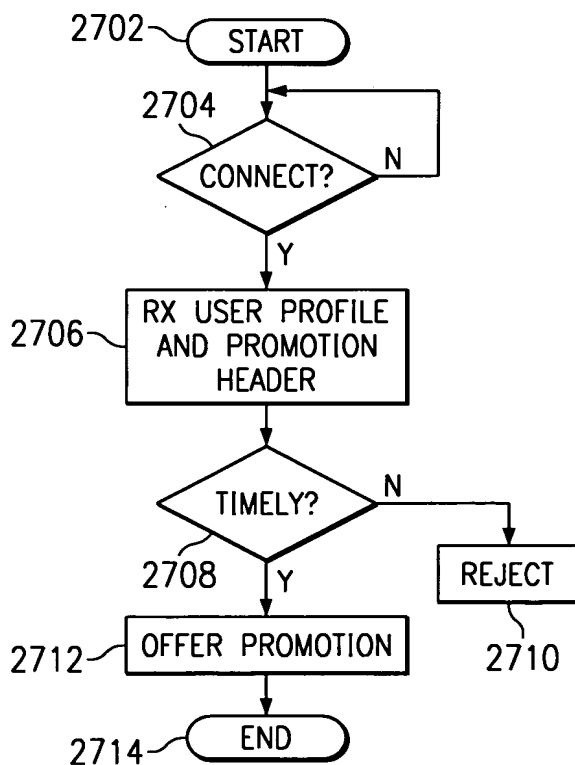 2702
START
2704
CONNECT?
N
Y
2706
RX USER PROFILE
AND PROMOTION
HEADER
TIMELY?
N
2708
Y
REJECT
2710
2712
OFFER PROMOTION
END
2714